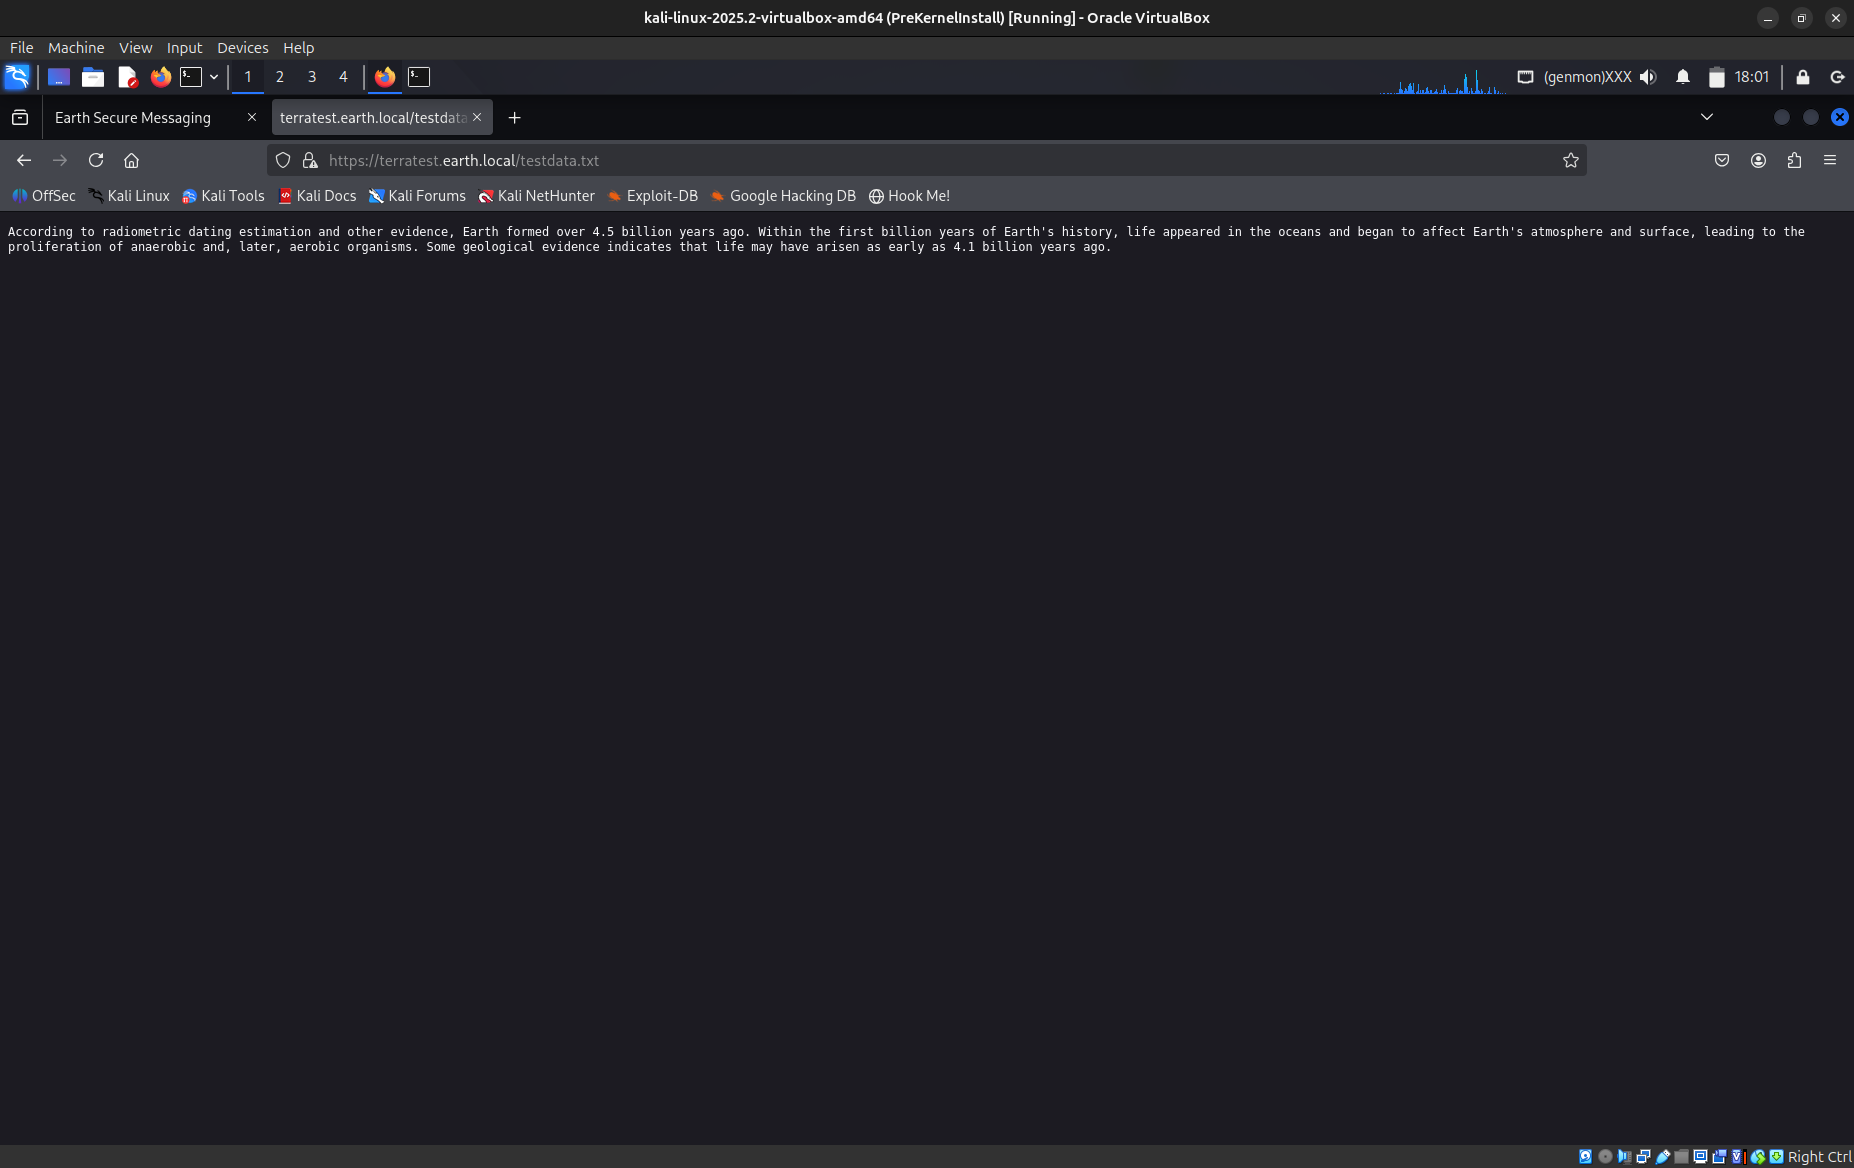 kali-linux-2025.2-virtualbox-amd64 (PreKernelInstall) [Running] - Oracle VirtualBox
File Machine View Input Devices Help
1 2 3 4 (genmon)XXX 18:01
Earth Secure Messaging terratest.earth.local/testdata
https://terratest.earth.local/testdata.txt
OffSec Kali Linux Kali Tools Kali Docs Kali Forums Kali NetHunter Exploit-DB Google Hacking DB Hook Me!
According to radiometric dating estimation and other evidence, Earth formed over 4.5 billion years ago. Within the first billion years of Earth's history, life appeared in the oceans and began to affect Earth's atmosphere and surface, leading to the
proliferation of anaerobic and, later, aerobic organisms. Some geological evidence indicates that life may have arisen as early as 4.1 billion years ago.
Right Ctrl